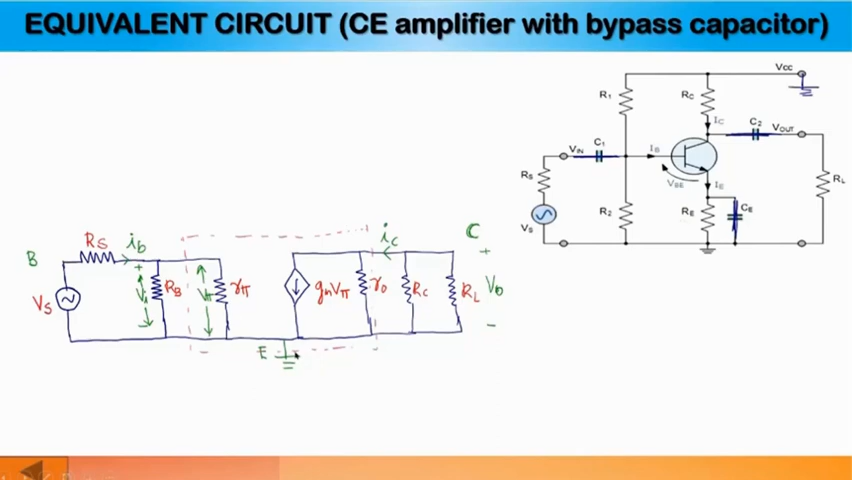 EQUIVALENT CIRCUIT (CE amplifier with bypass capacitor)
Vcc
R1
RC
IC
C2
VOUT
C1
VIN
IB
RS
VBE
IE
RL
R2
RE
CE
VS
B
RS
ib
ic
C
+
+
VS
Vi
RB
Vπ
rπ
gmVπ
ro
RC
RL
Vo
-
E